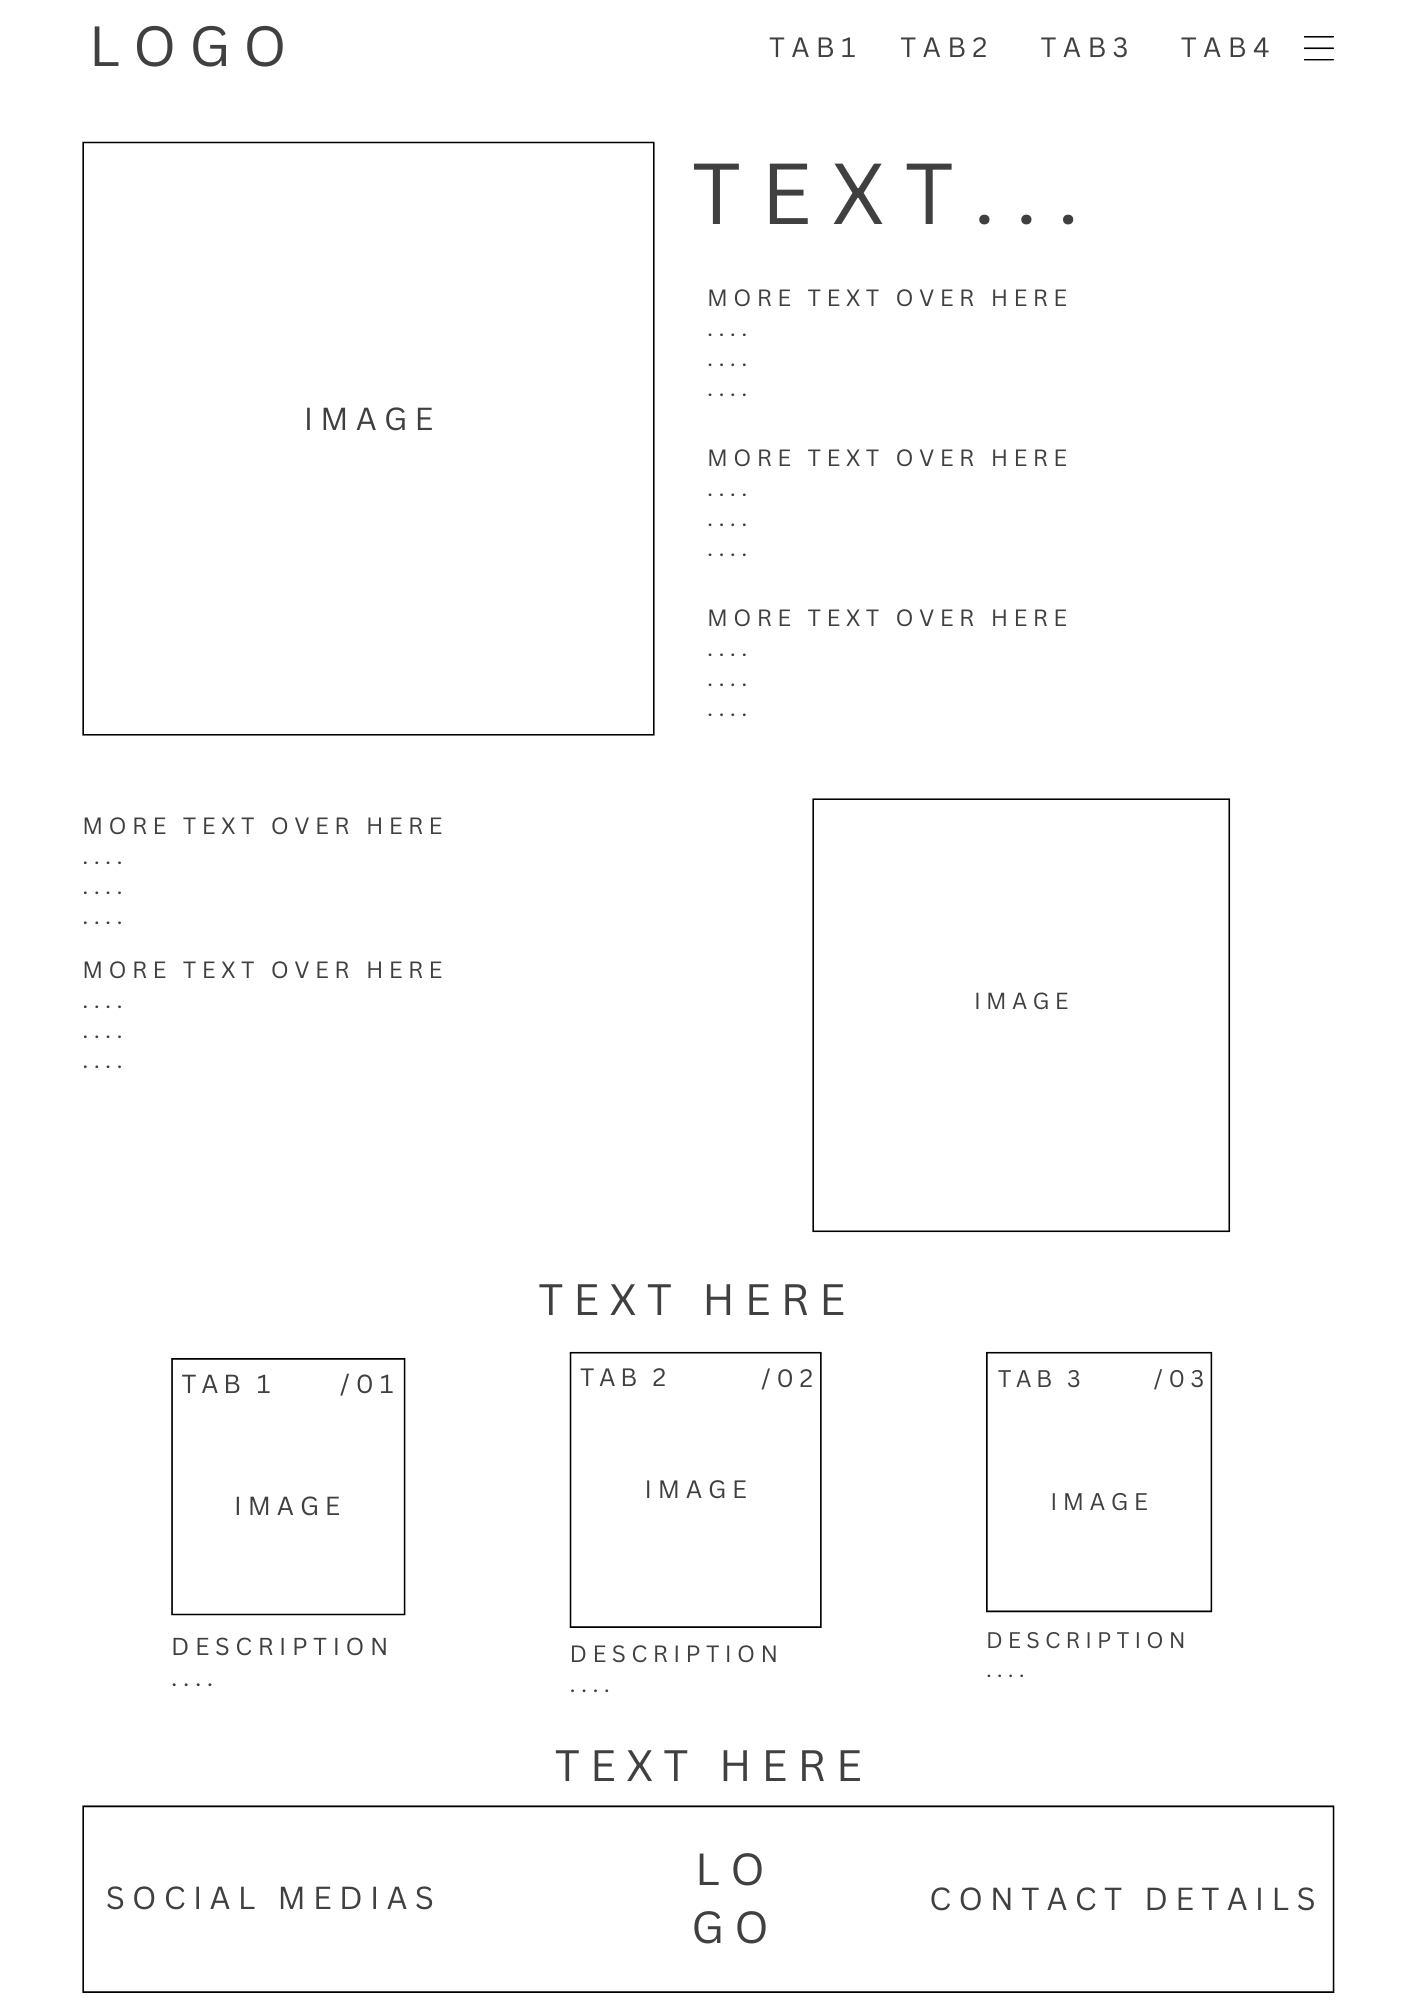 LOGO
TAB1 TAB2 TAB3 TAB4
IMAGE
TEXT...
MORE TEXT OVER HERE
....
....
....
MORE TEXT OVER HERE
....
....
....
MORE TEXT OVER HERE
....
....
....
MORE TEXT OVER HERE
....
....
....
MORE TEXT OVER HERE
....
....
....
IMAGE
TEXT HERE
TAB 1 /01
IMAGE
DESCRIPTION
....
TAB 2 /02
IMAGE
DESCRIPTION
....
TAB 3 /03
IMAGE
DESCRIPTION
....
TEXT HERE
SOCIAL MEDIAS
LO
GO
CONTACT DETAILS